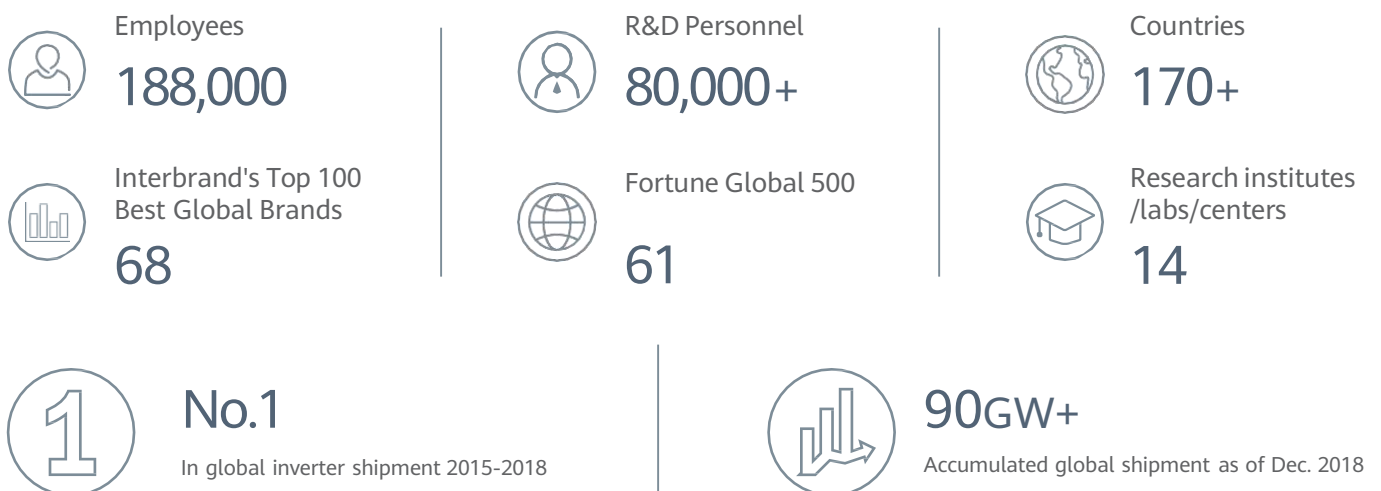 Employees
188,000
R&D Personnel
80,000+
Countries
170+
Interbrand's Top 100
Best Global Brands
68
Fortune Global 500
61
Research institutes
/labs/centers
14
1
No.1
In global inverter shipment 2015-2018
90GW+
Accumulated global shipment as of Dec. 2018